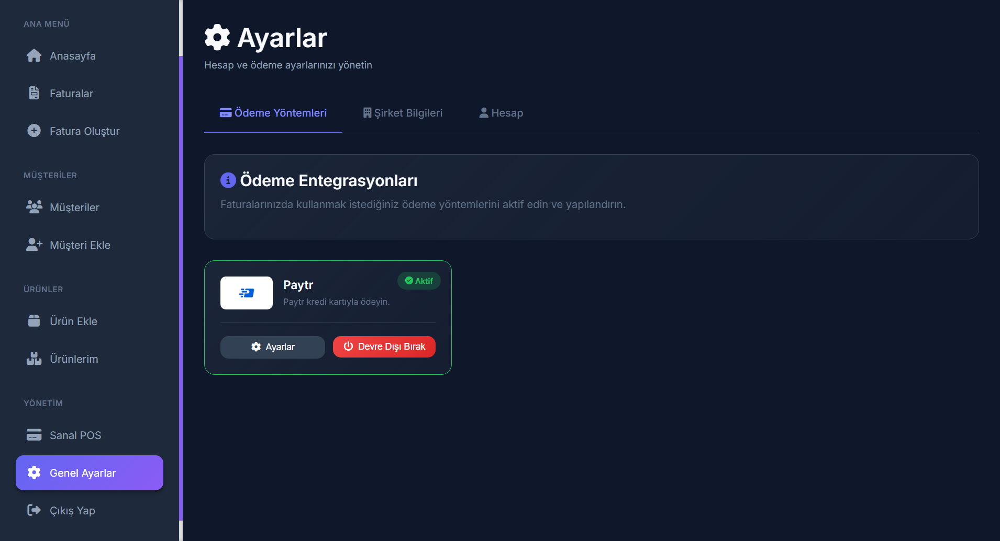 ANA MENÜ
Anasayfa
Faturalar
Fatura Oluştur
MÜŞTERİLER
Müşteriler
Müşteri Ekle
ÜRÜNLER
Ürün Ekle
Ürünlerim
YÖNETİM
Sanal POS
Genel Ayarlar
Çıkış Yap
Ayarlar
Hesap ve ödeme ayarlarınızı yönetin
Ödeme Yöntemleri
Şirket Bilgileri
Hesap
Ödeme Entegrasyonları
Faturalarınızda kullanmak istediğiniz ödeme yöntemlerini aktif edin ve yapılandırın.
Paytr
Aktif
Paytr kredi kartıyla ödeyin.
Ayarlar
Devre Dışı Bırak